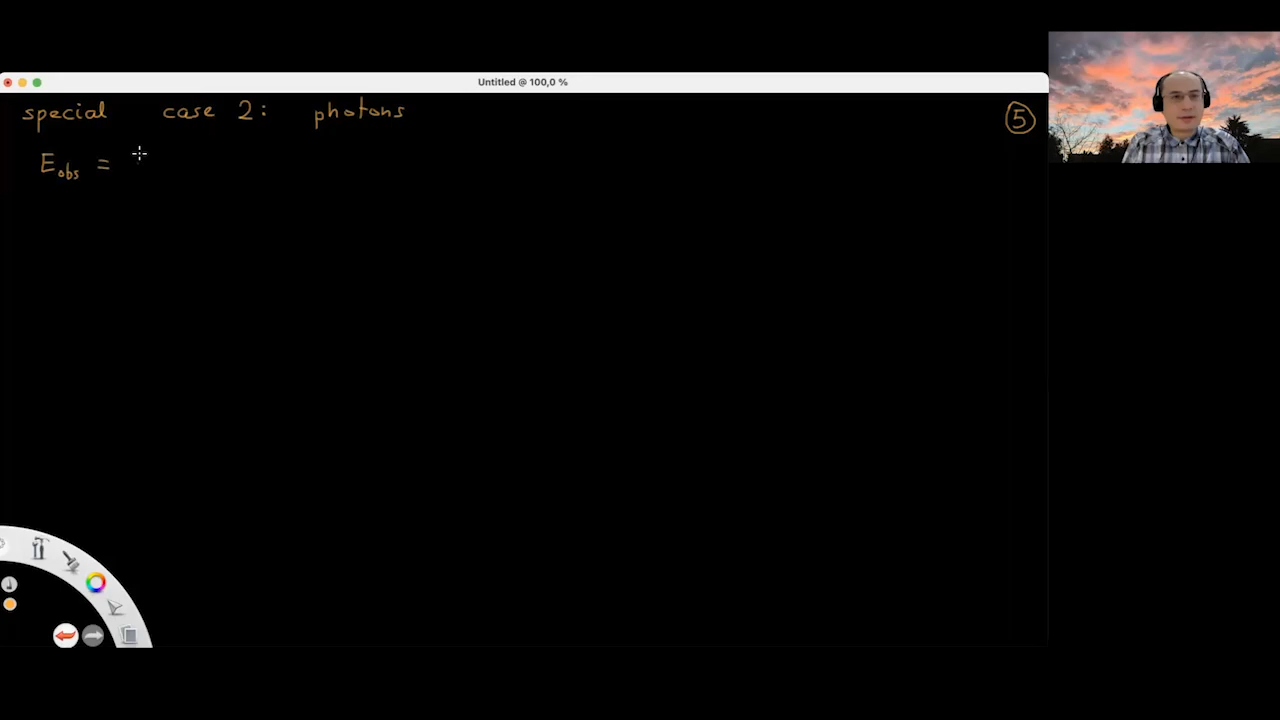 Untitled @ 100,0 %
special case 2: photons
5
E_obs =